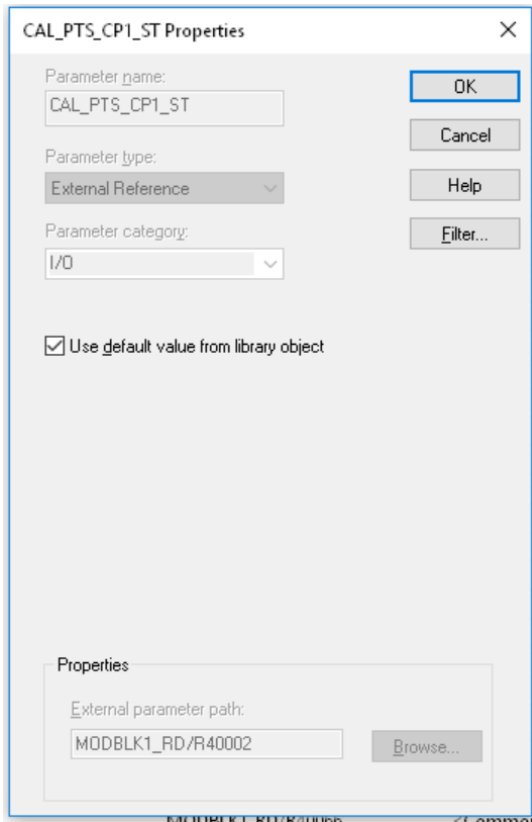 CAL_PTS_CP1_ST Properties
Parameter name:
CAL_PTS_CP1_ST
OK
Cancel
Parameter type:
External Reference
Help
Parameter category:
Filter...
I/O
Use default value from library object
Properties
External parameter path:
MODBLK1_RD/R40002
Browse...